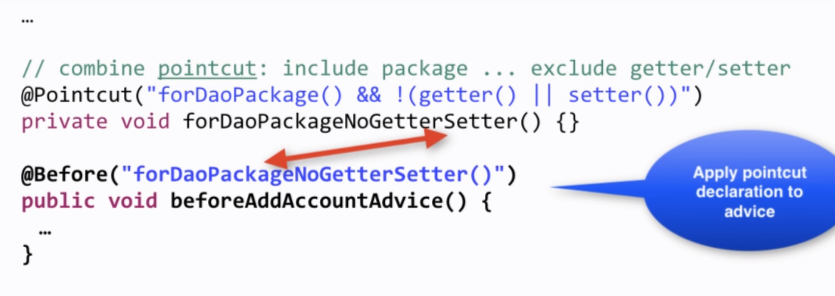 …
// combine pointcut: include package ... exclude getter/setter
@Pointcut("forDaoPackage() && !(getter() || setter())")
private void forDaoPackageNoGetterSetter() {}
@Before("forDaoPackageNoGetterSetter()")
public void beforeAddAccountAdvice() {
…
}
Apply pointcut
declaration to
advice